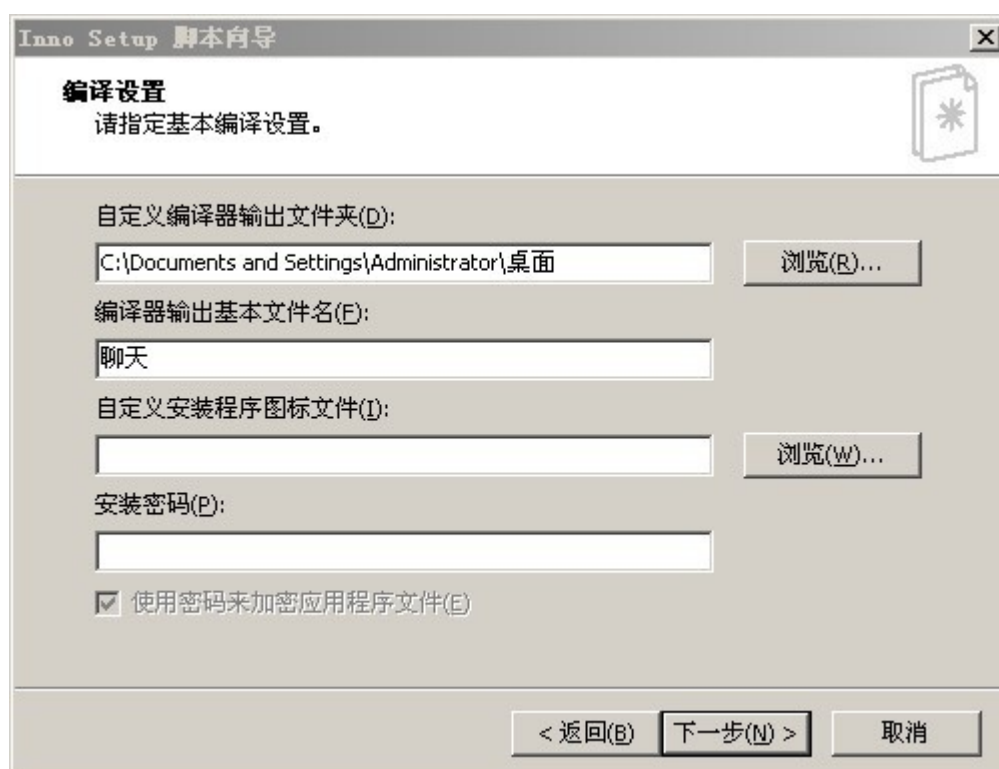 Inno Setup 脚本向导
编译设置
请指定基本编译设置。
自定义编译器输出文件夹(D):
C:\Documents and Settings\Administrator\桌面
浏览(R)...
编译器输出基本文件名(F):
聊天
自定义安装程序图标文件(I):
浏览(W)...
安装密码(P):
使用密码来加密应用程序文件(E)
< 返回(B) 下一步(N) > 取消